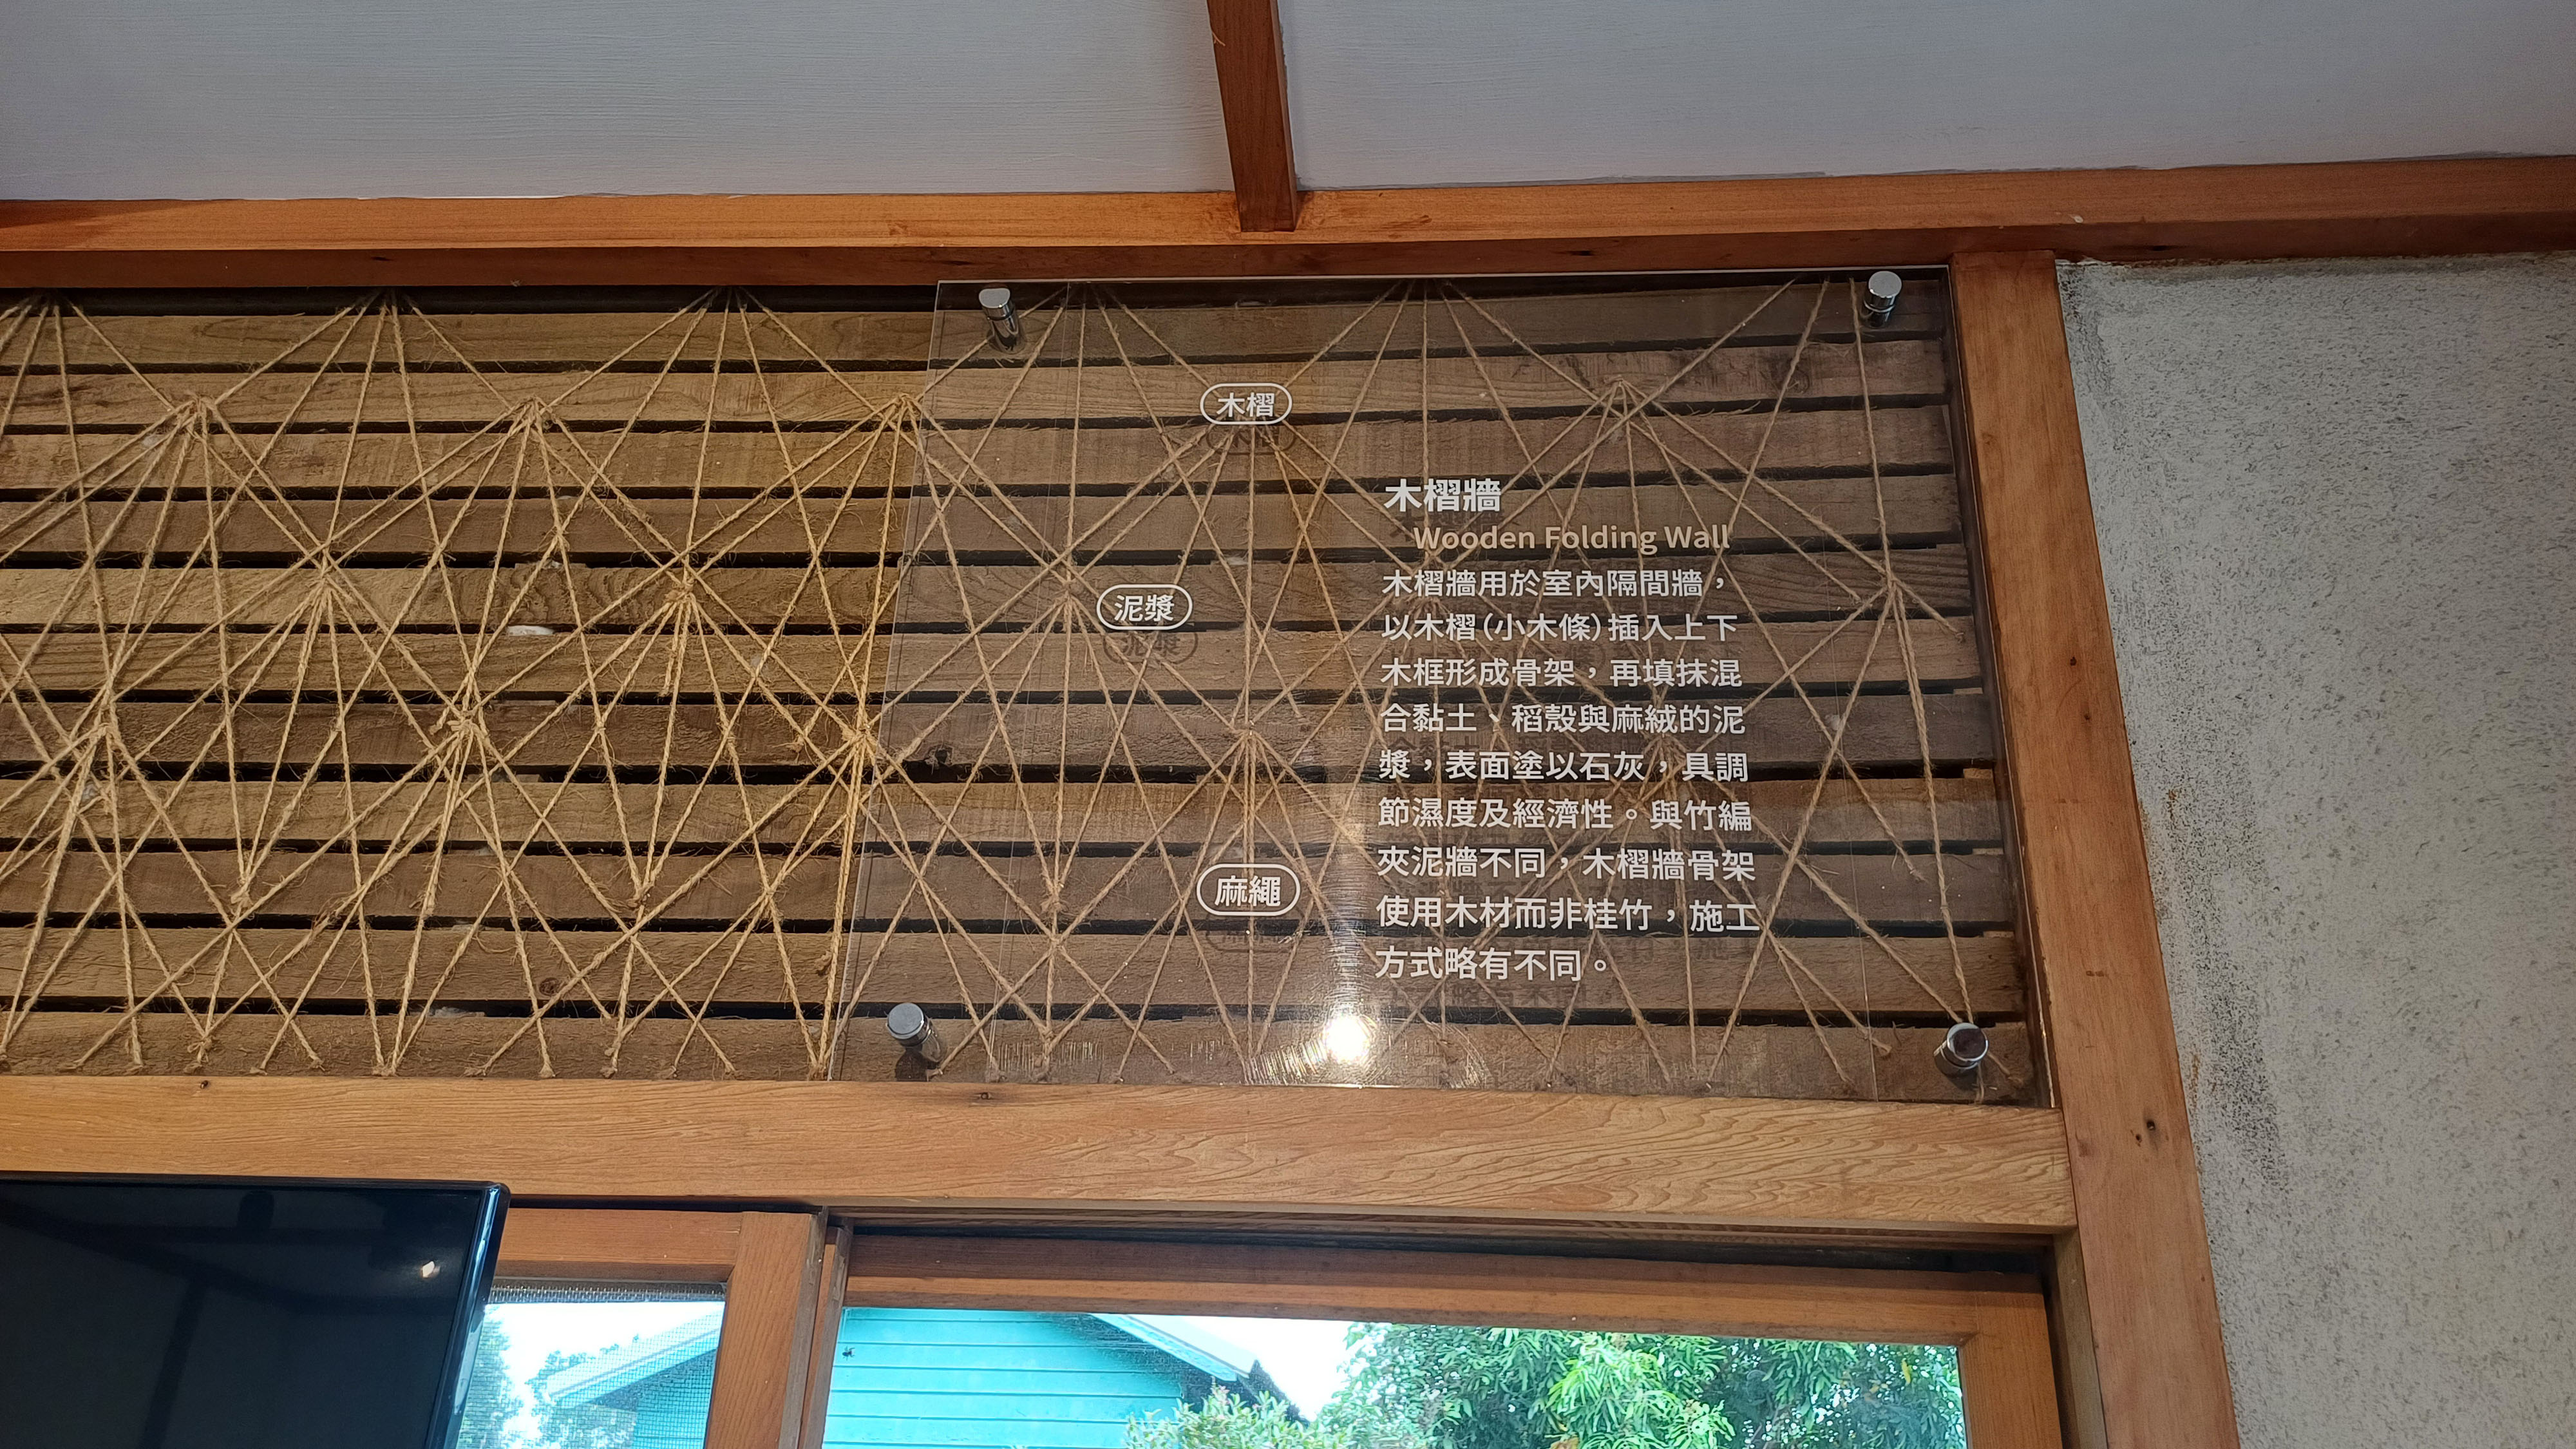 木摺
泥漿
麻繩
木摺牆
Wooden Folding Wall
木摺牆用於室內隔間牆，
以木摺(小木條)插入上下
木框形成骨架，再填抹混
合黏土、稻殼與麻絨的泥
漿，表面塗以石灰，具調
節濕度及經濟性。與竹編
夾泥牆不同，木摺牆骨架
使用木材而非桂竹，施工
方式略有不同。